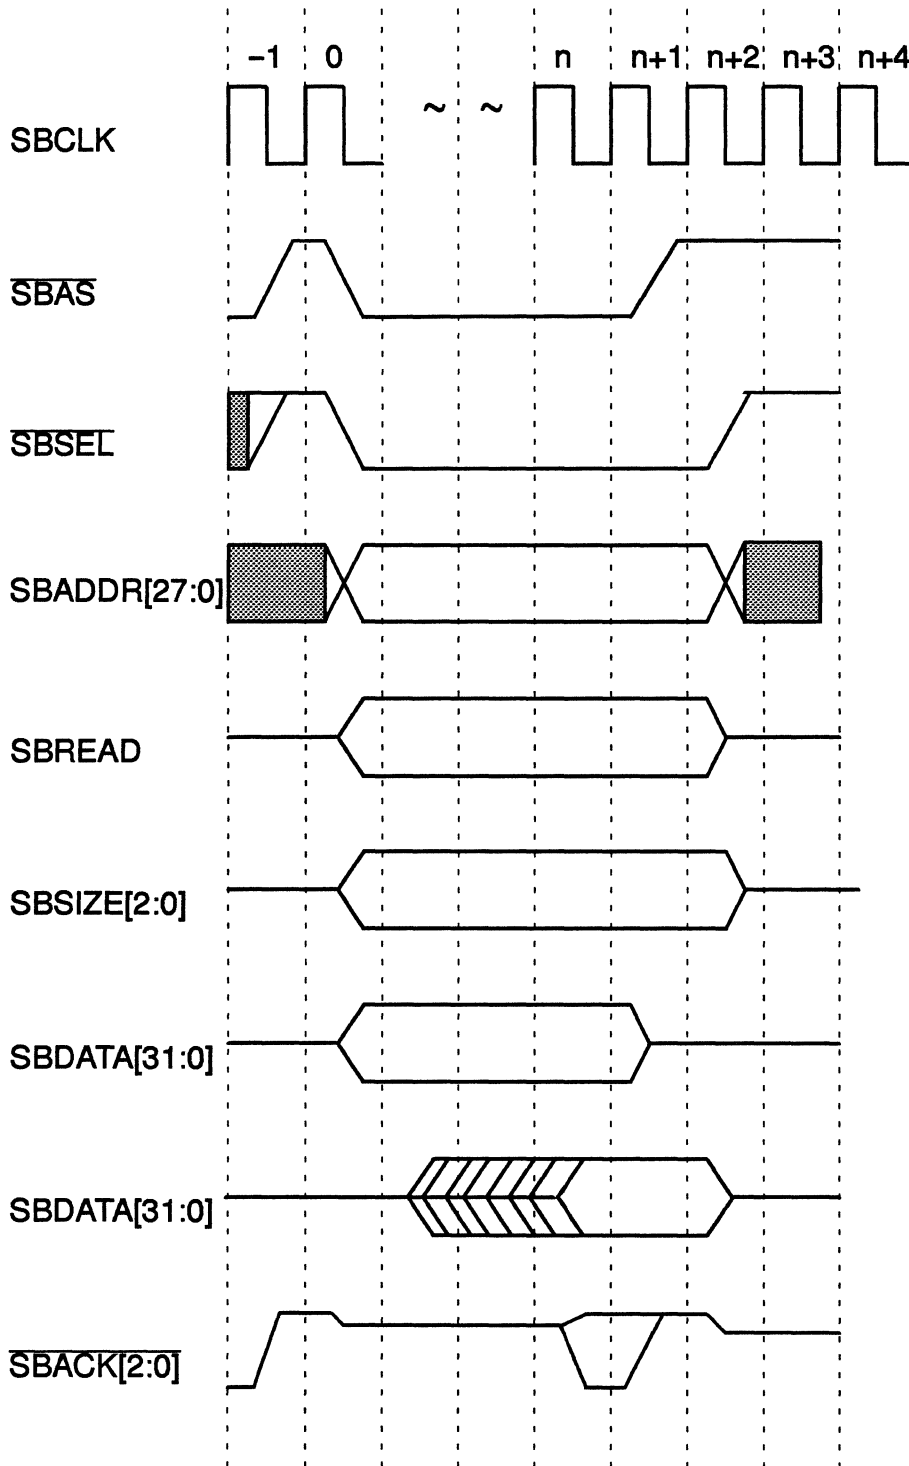 –1 0 ~ ~ n n+1 n+2 n+3 n+4
SBCLK
SBAS
SBSEL
SBADDR[27:0]
SBREAD
SBSIZE[2:0]
SBDATA[31:0]
SBDATA[31:0]
SBACK[2:0]